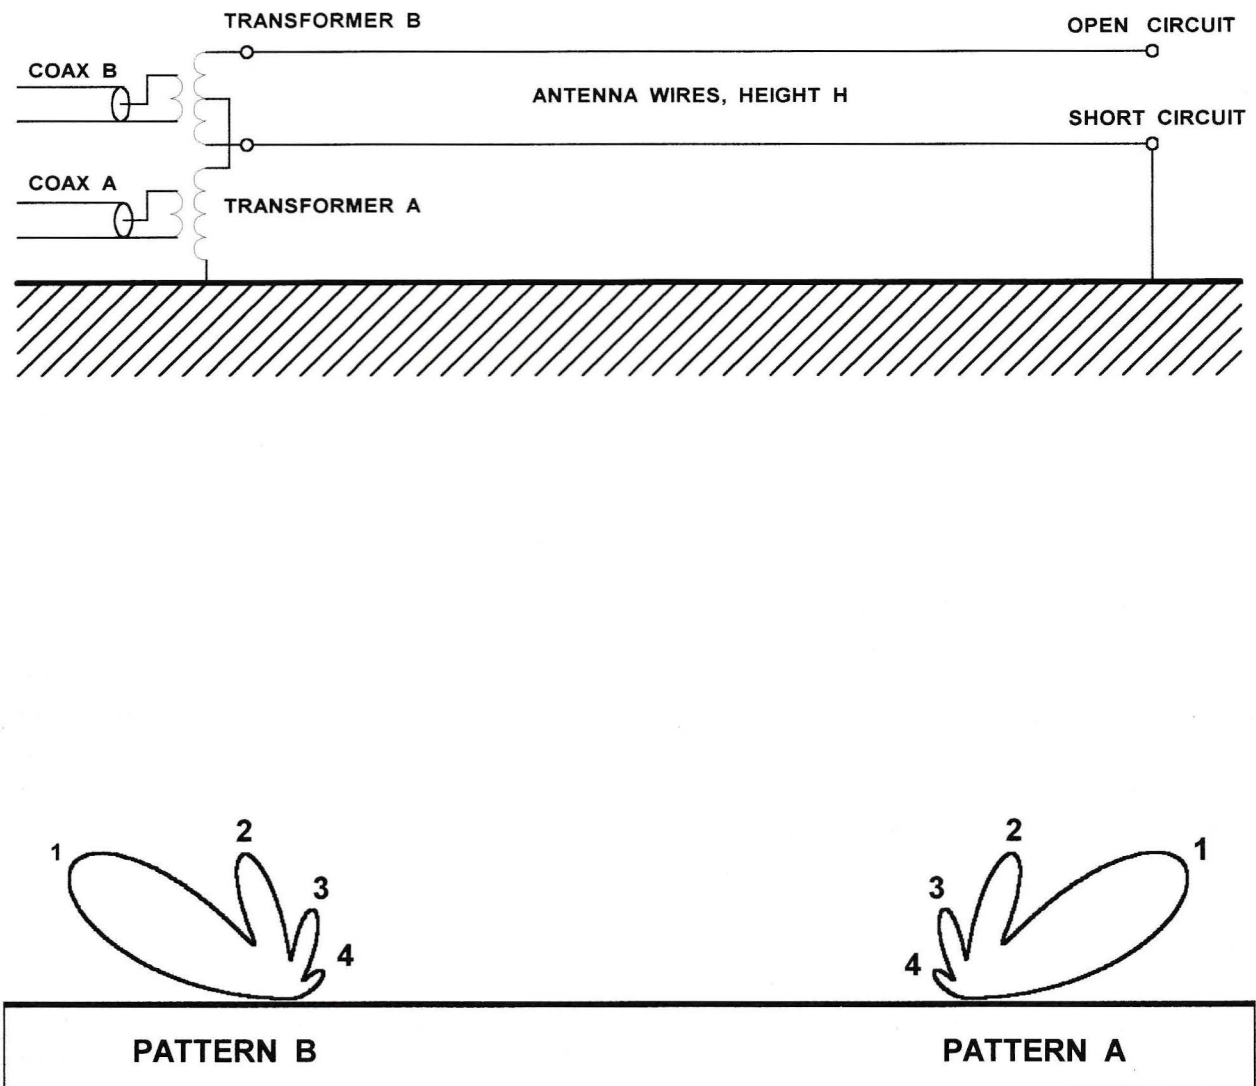 TRANSFORMER B
OPEN CIRCUIT
COAX B
ANTENNA WIRES, HEIGHT H
SHORT CIRCUIT
COAX A
TRANSFORMER A
1
2
3
4
2
1
3
4
PATTERN B
PATTERN A